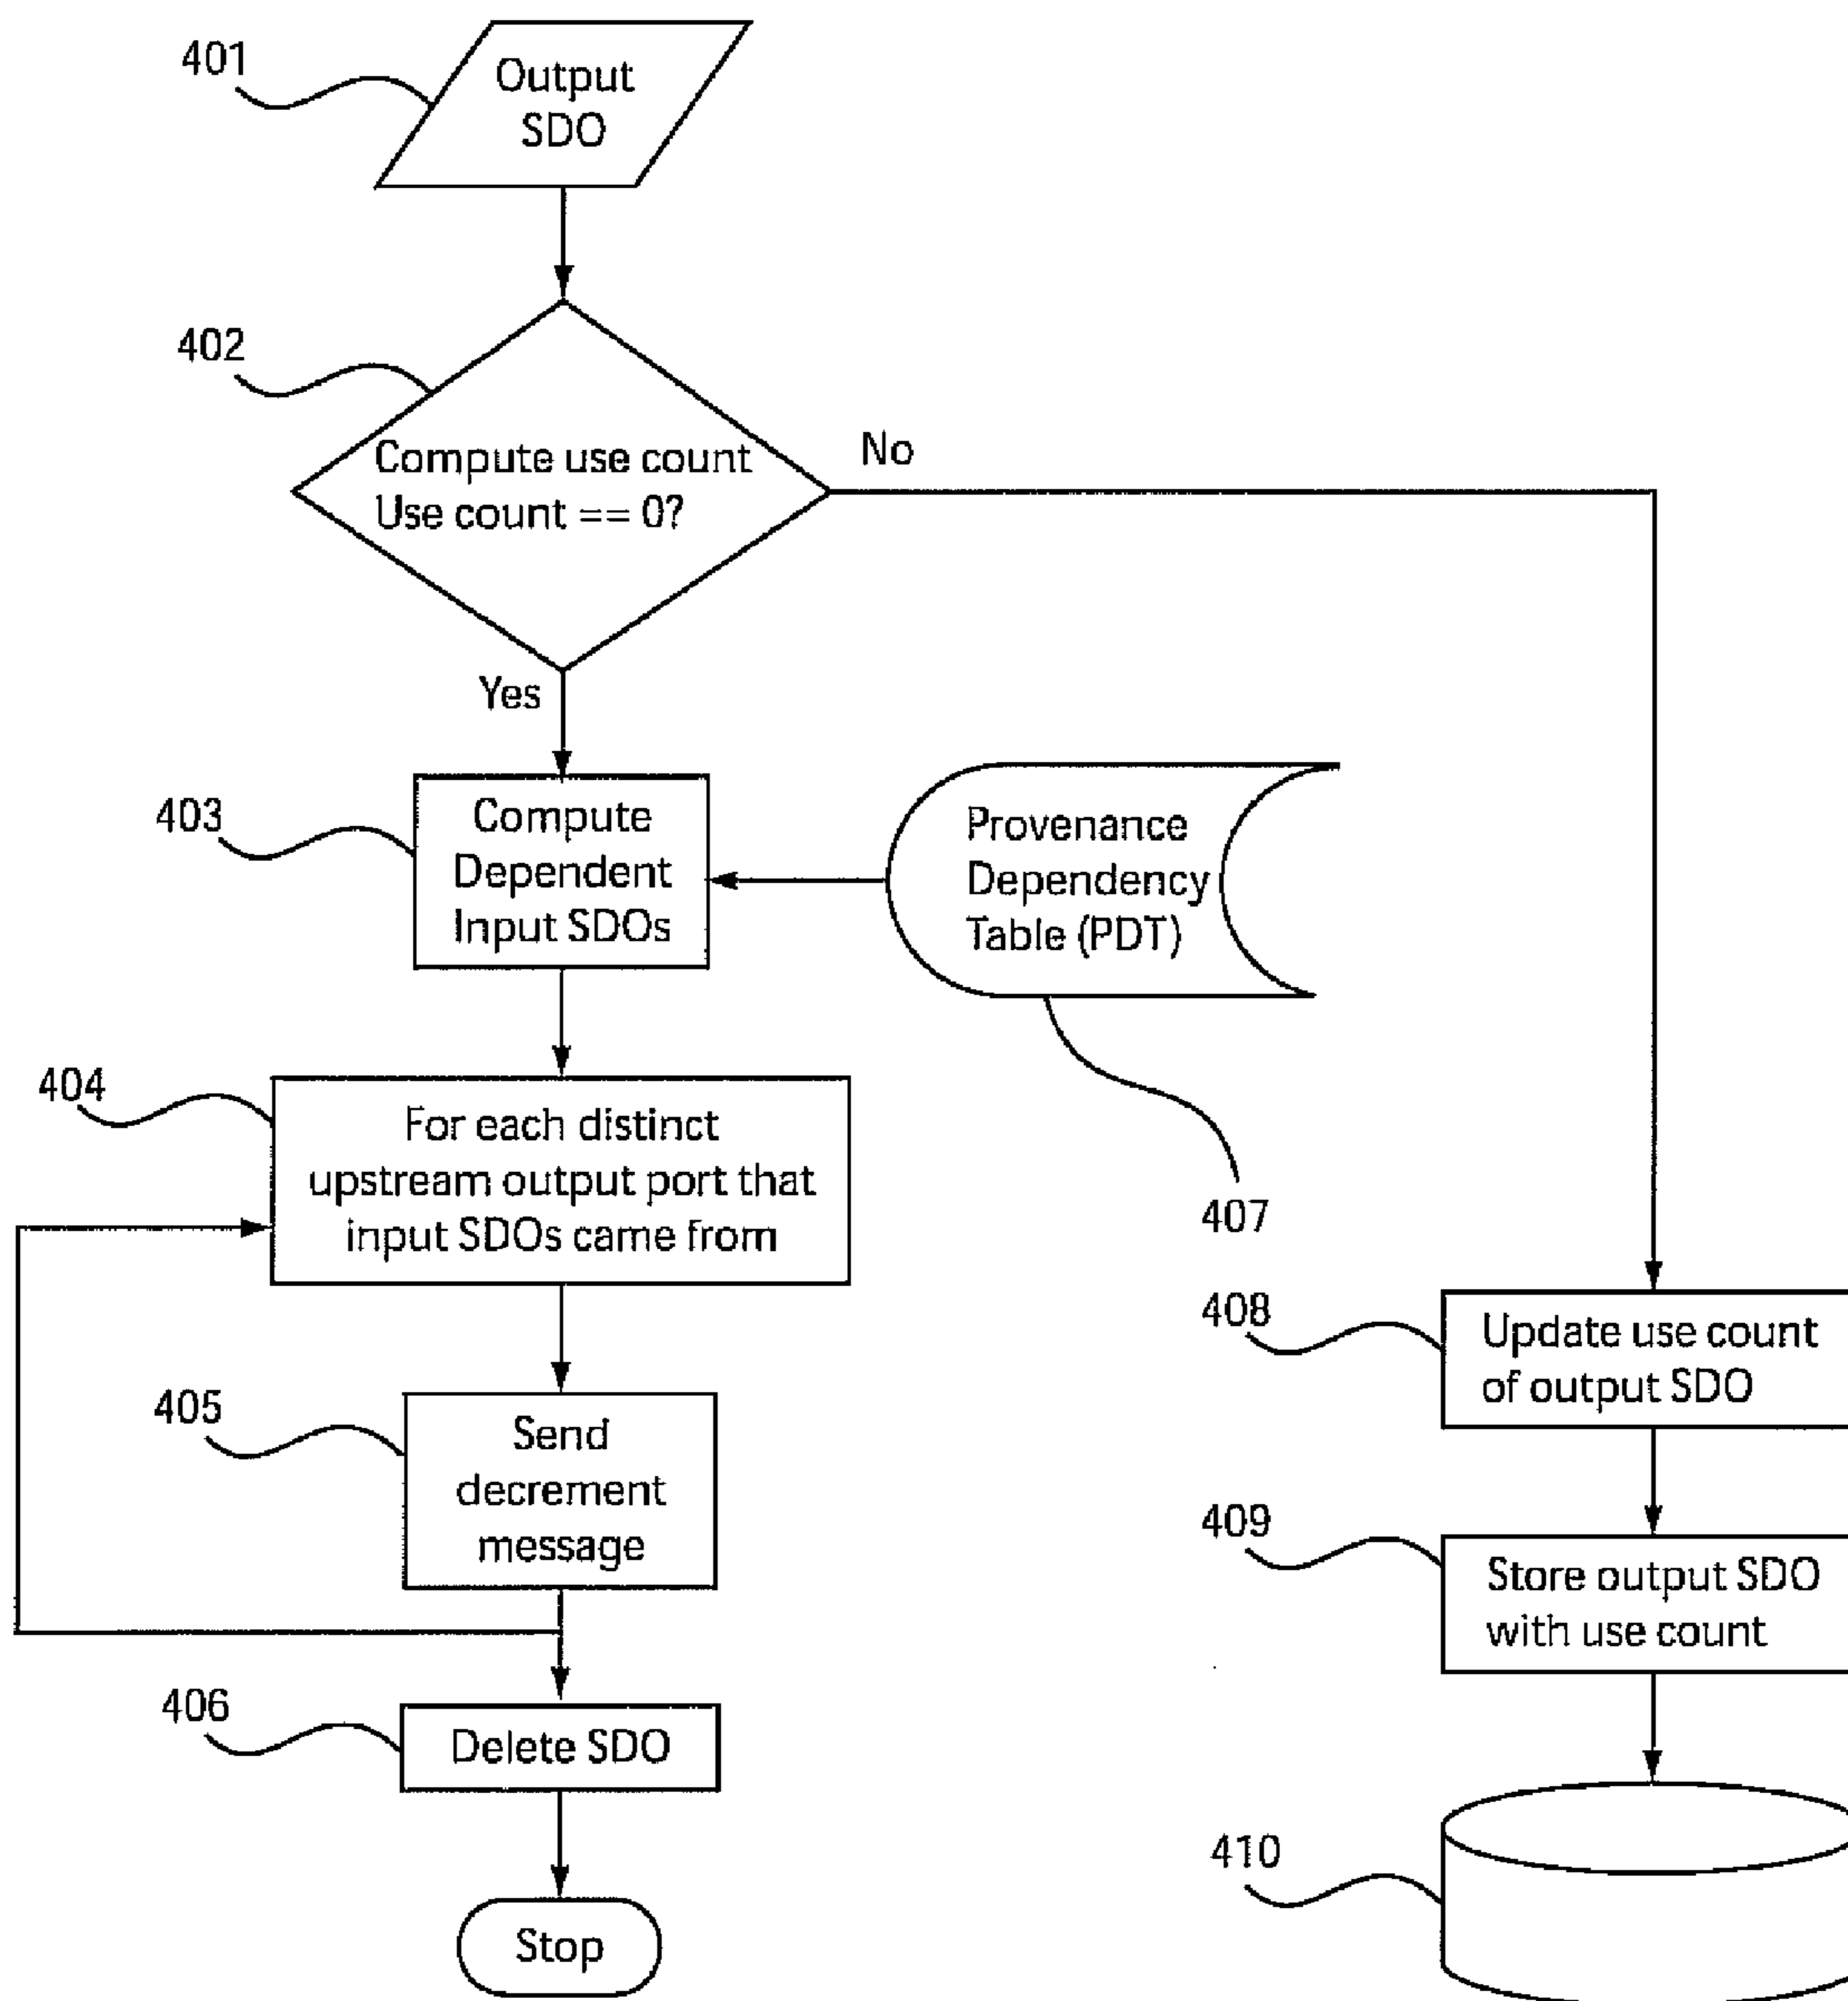 401
Output
SDO
402
Compute use count
Use count == 0?
No
Yes
403
Compute
Dependent
Input SDOs
Provenance
Dependency
Table (PDT)
407
404
For each distinct
upstream output port that
input SDOs came from
405
Send
decrement
message
406
Delete SDO
Stop
408
Update use count
of output SDO
409
Store output SDO
with use count
410